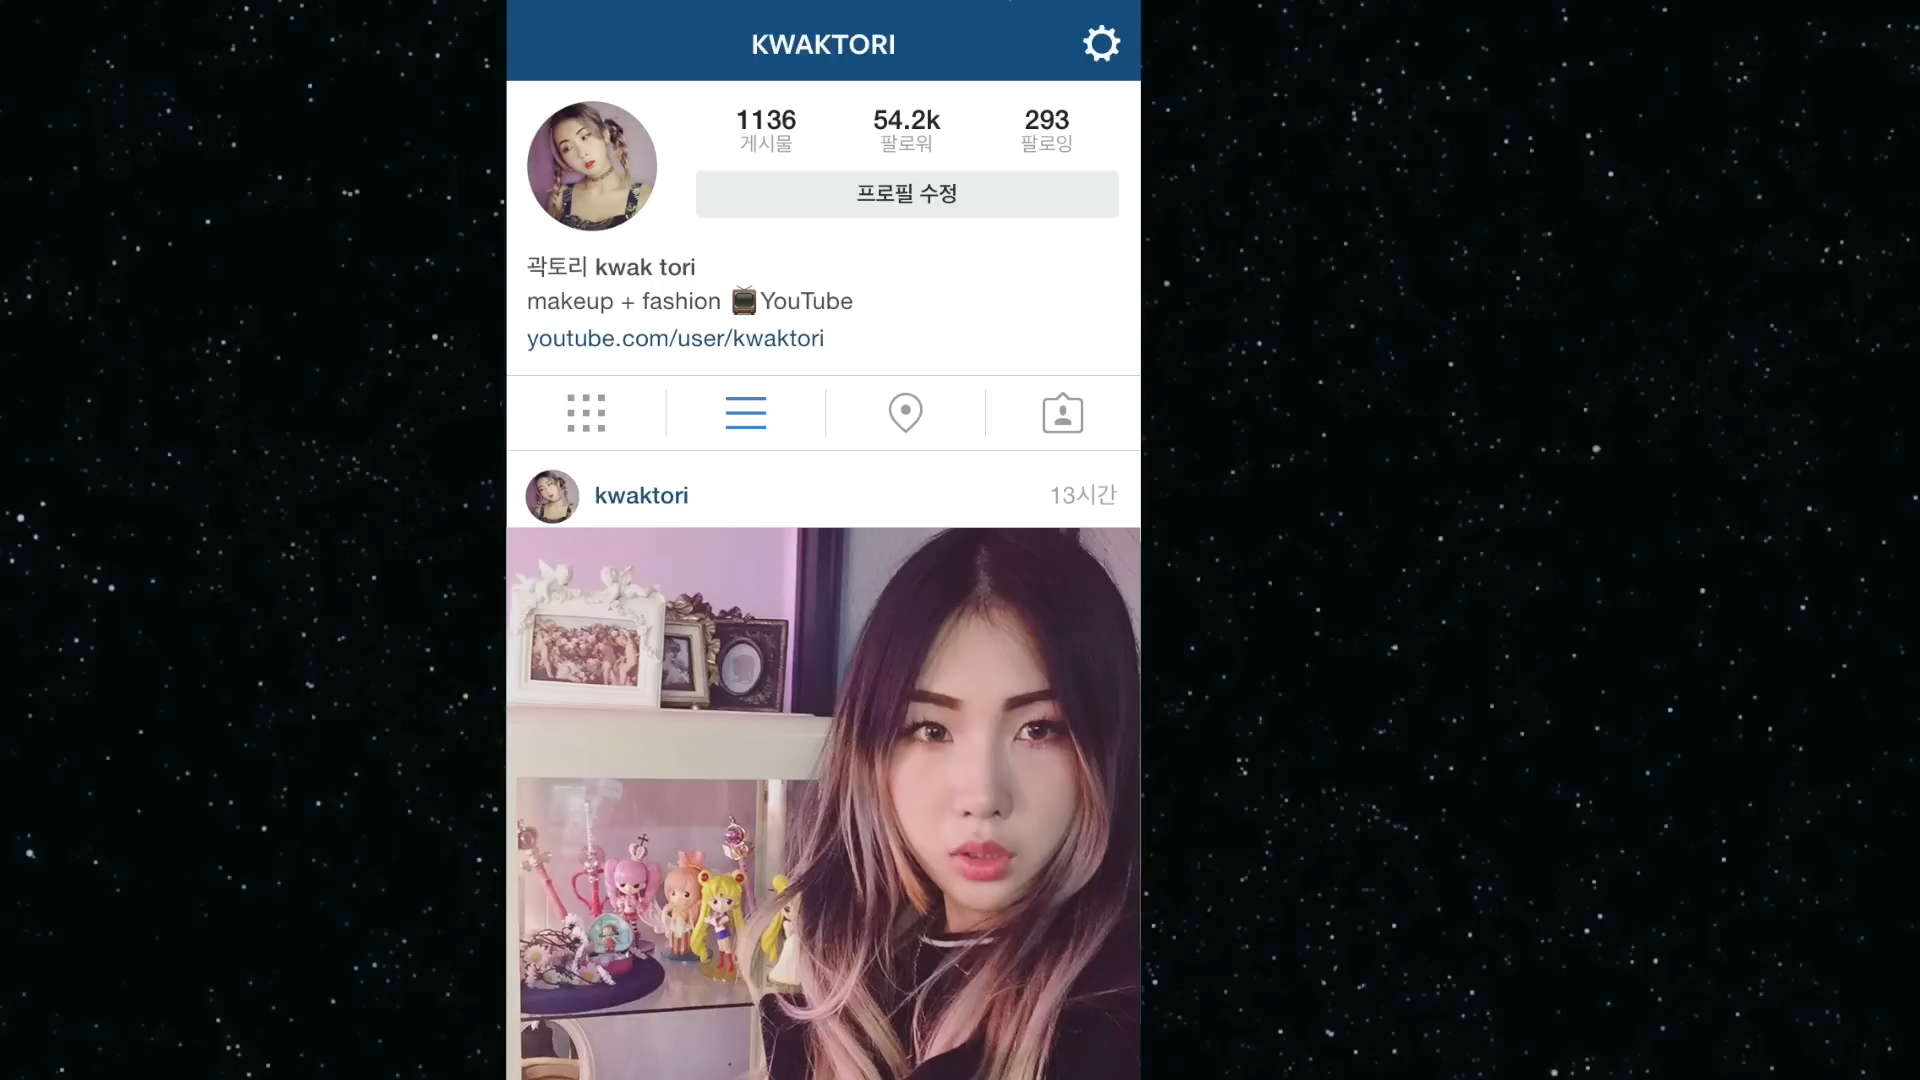 KWAKTORI
1136 54.2k 293
게시물 팔로워 팔로잉
프로필 수정
곽토리 kwak tori
makeup + fashion 📺YouTube
youtube.com/user/kwaktori
kwaktori 13시간